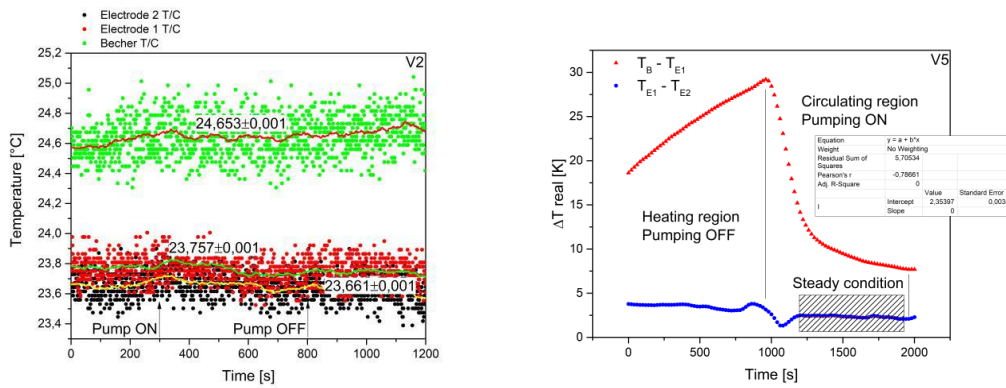 Electrode 2 T/C
Electrode 1 T/C
Becher T/C
V2
25,2
25,0
24,8
24,6
24,4
24,2
24,0
23,8
23,6
23,4
Temperature [°C]
24,653±0,001
23,757±0,001
23,661±0,001
Pump ON
Pump OFF
0 200 400 600 800 1000 1200
Time [s]
V5
T_B - T_E1
T_E1 - T_E2
30
25
20
15
10
5
0
ΔT real [K]
Circulating region
Pumping ON
Equation y = a + b*x
Weight No Weighting
Residual Sum of Squares 5,70534
Pearson's r -0,78661
Adj. R-Square 0
Value Standard Error
I Intercept 2,35397 0,003
Slope 0
Heating region
Pumping OFF
Steady condition
0 500 1000 1500 2000
Time [s]